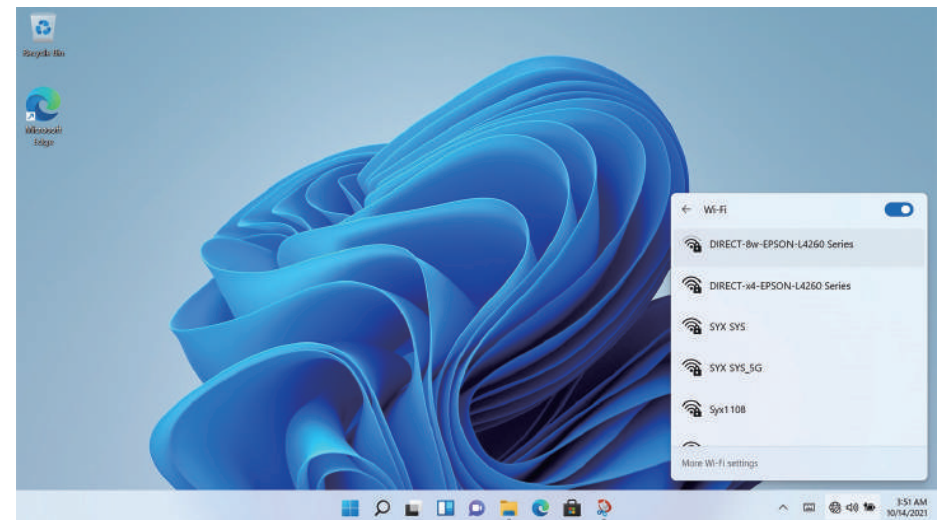 Recycle Bin
Microsoft
Edge
Wi-Fi
DIRECT-8w-EPSON-L4260 Series
DIRECT-x4-EPSON-L4260 Series
SYX SYS
SYX SYS_5G
Syx1108
More Wi-Fi settings
3:51 AM
10/14/2021